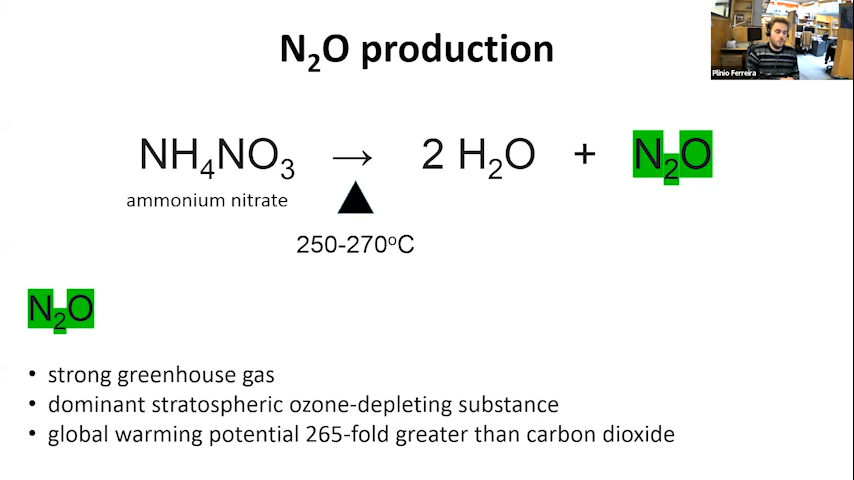 N₂O production
Plinio Ferreira
NH₄NO₃ → 2 H₂O + N₂O
ammonium nitrate
250-270ºC
N₂O
• strong greenhouse gas
• dominant stratospheric ozone-depleting substance
• global warming potential 265-fold greater than carbon dioxide